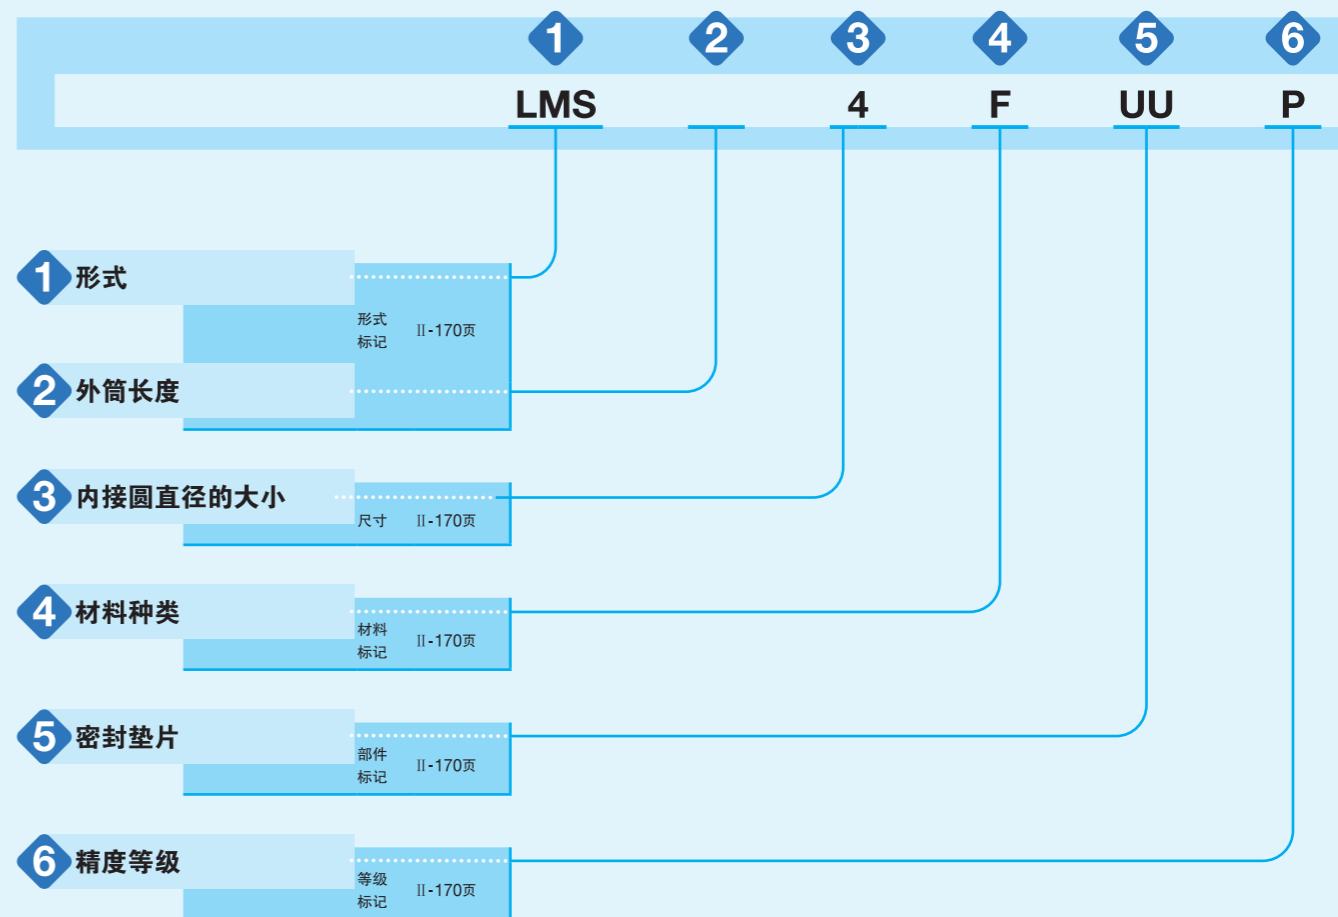 1 2 3 4 5 6
LMS 4 F UU P
1 形式
形式
标记 Ⅱ-170页
2 外筒长度
3 内接圆直径的大小
尺寸 Ⅱ-170页
4 材料种类
材料
标记 Ⅱ-170页
5 密封垫片
部件
标记 Ⅱ-170页
6 精度等级
等级
标记 Ⅱ-170页